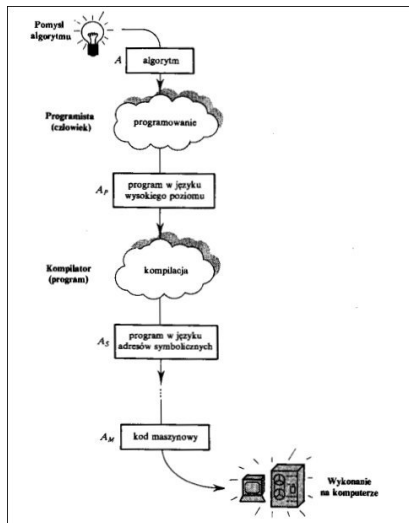 Pomysł
algorytmu
A
algorytm
Programista
(człowiek)
programowanie
A_P
program w języku
wysokiego poziomu
Kompilator
(program)
kompilacja
A_S
program w języku
adresów symbolicznych
A_M
kod maszynowy
Wykonanie
na komputerze